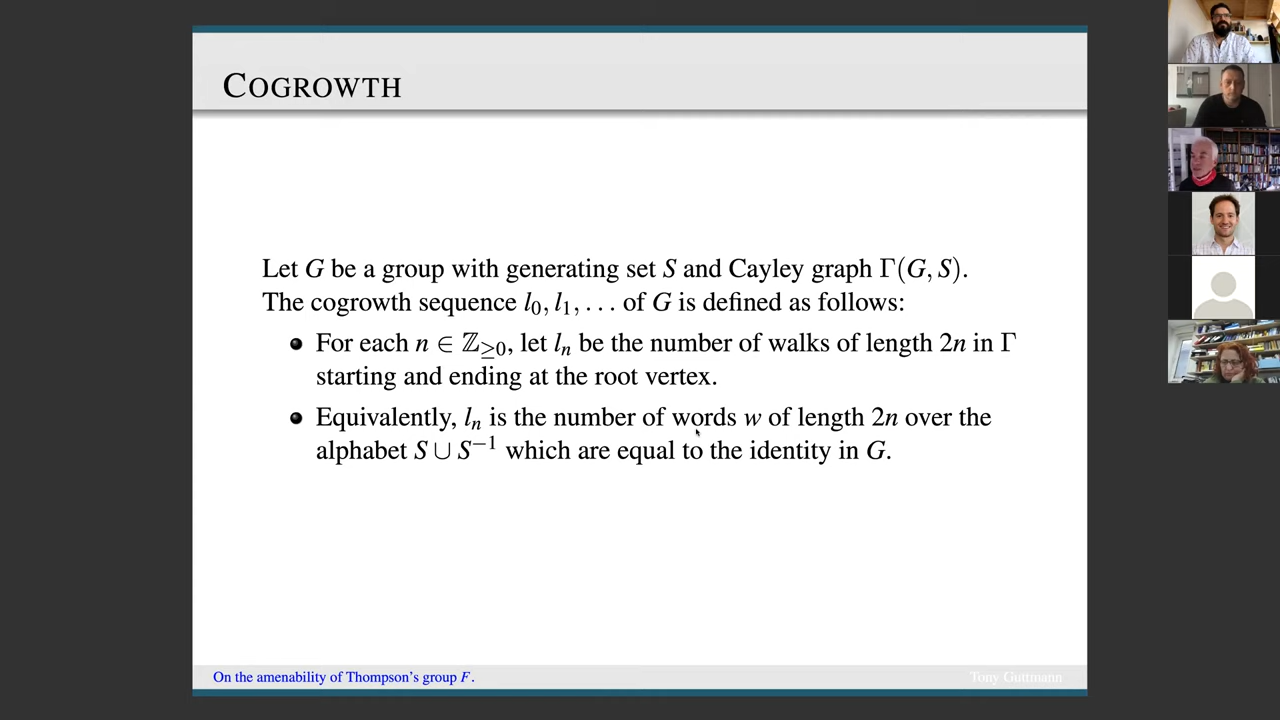 COGROWTH
Let G be a group with generating set S and Cayley graph Γ(G, S).
The cogrowth sequence l₀, l₁, . . . of G is defined as follows:
For each n ∈ ℤ≥0, let lₙ be the number of walks of length 2n in Γ
starting and ending at the root vertex.
Equivalently, lₙ is the number of words w of length 2n over the
alphabet S ∪ S⁻¹ which are equal to the identity in G.
On the amenability of Thompson's group F.
Tony Guttmann